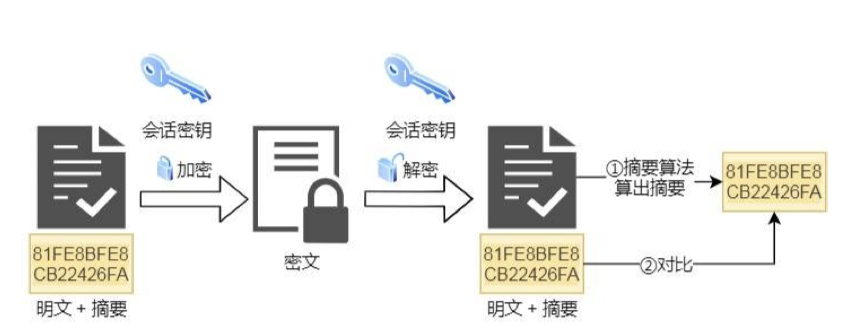 会话密钥
加密
81FE8BFE8
CB22426FA
明文 + 摘要
密文
会话密钥
解密
81FE8BFE8
CB22426FA
明文 + 摘要
①摘要算法
算出摘要
81FE8BFE8
CB22426FA
②对比